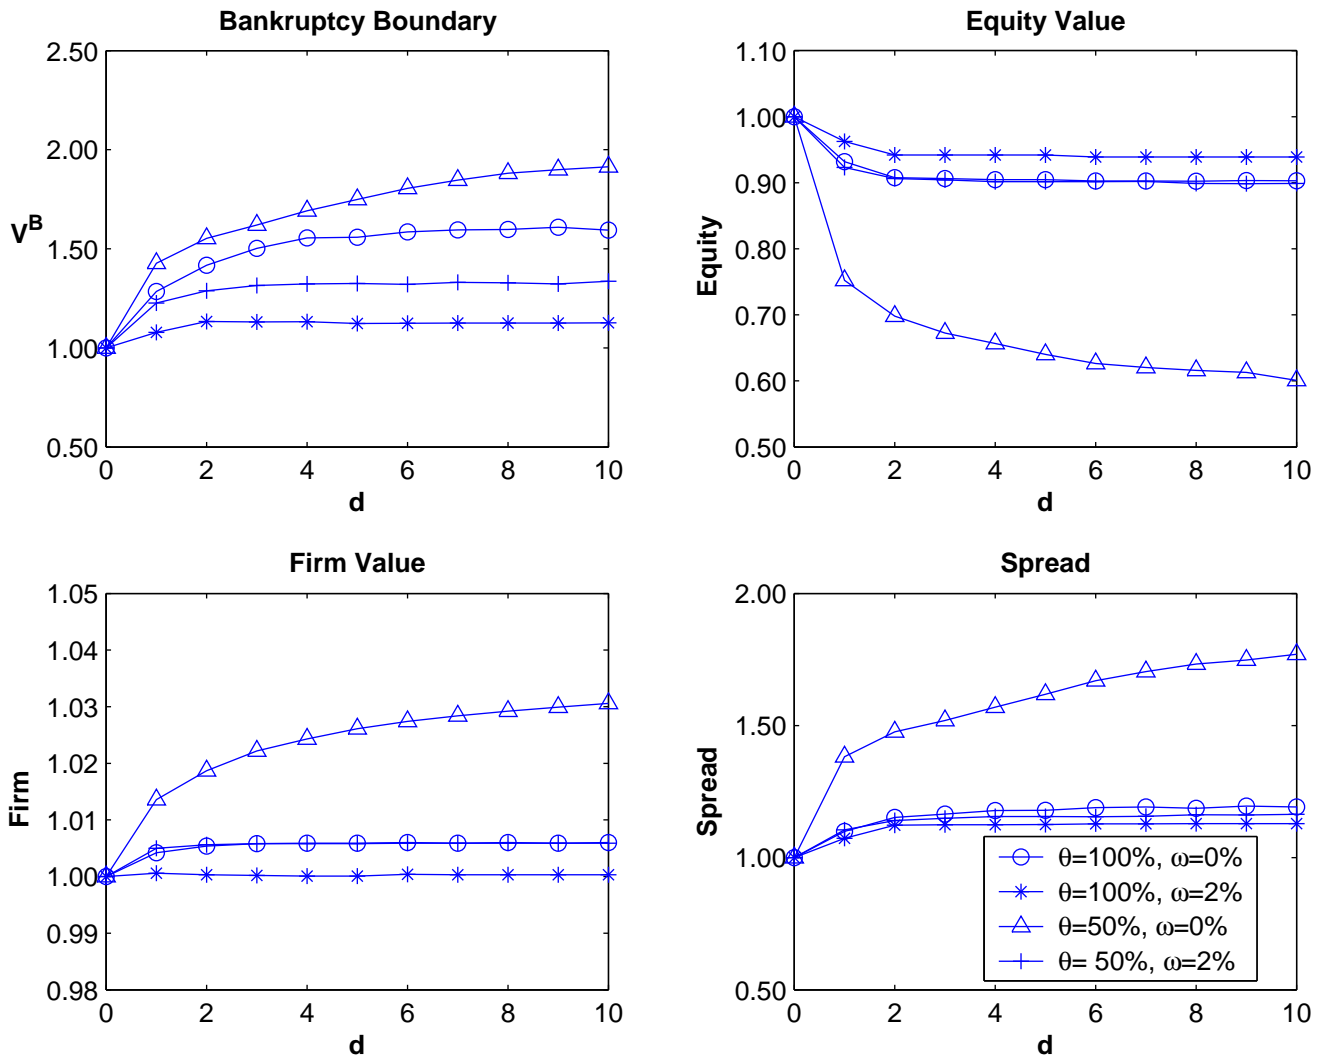 Bankruptcy Boundary
2.50
2.00
1.50
1.00
0.50
V^B
0 2 4 6 8 10
d
Equity Value
1.10
1.00
0.90
0.80
0.70
0.60
0.50
Equity
0 2 4 6 8 10
d
Firm Value
1.05
1.04
1.03
1.02
1.01
1.00
0.99
0.98
Firm
0 2 4 6 8 10
d
Spread
2.00
1.50
1.00
0.50
Spread
0 2 4 6 8 10
d
θ=100%, ω=0%
θ=100%, ω=2%
θ=50%, ω=0%
θ= 50%, ω=2%